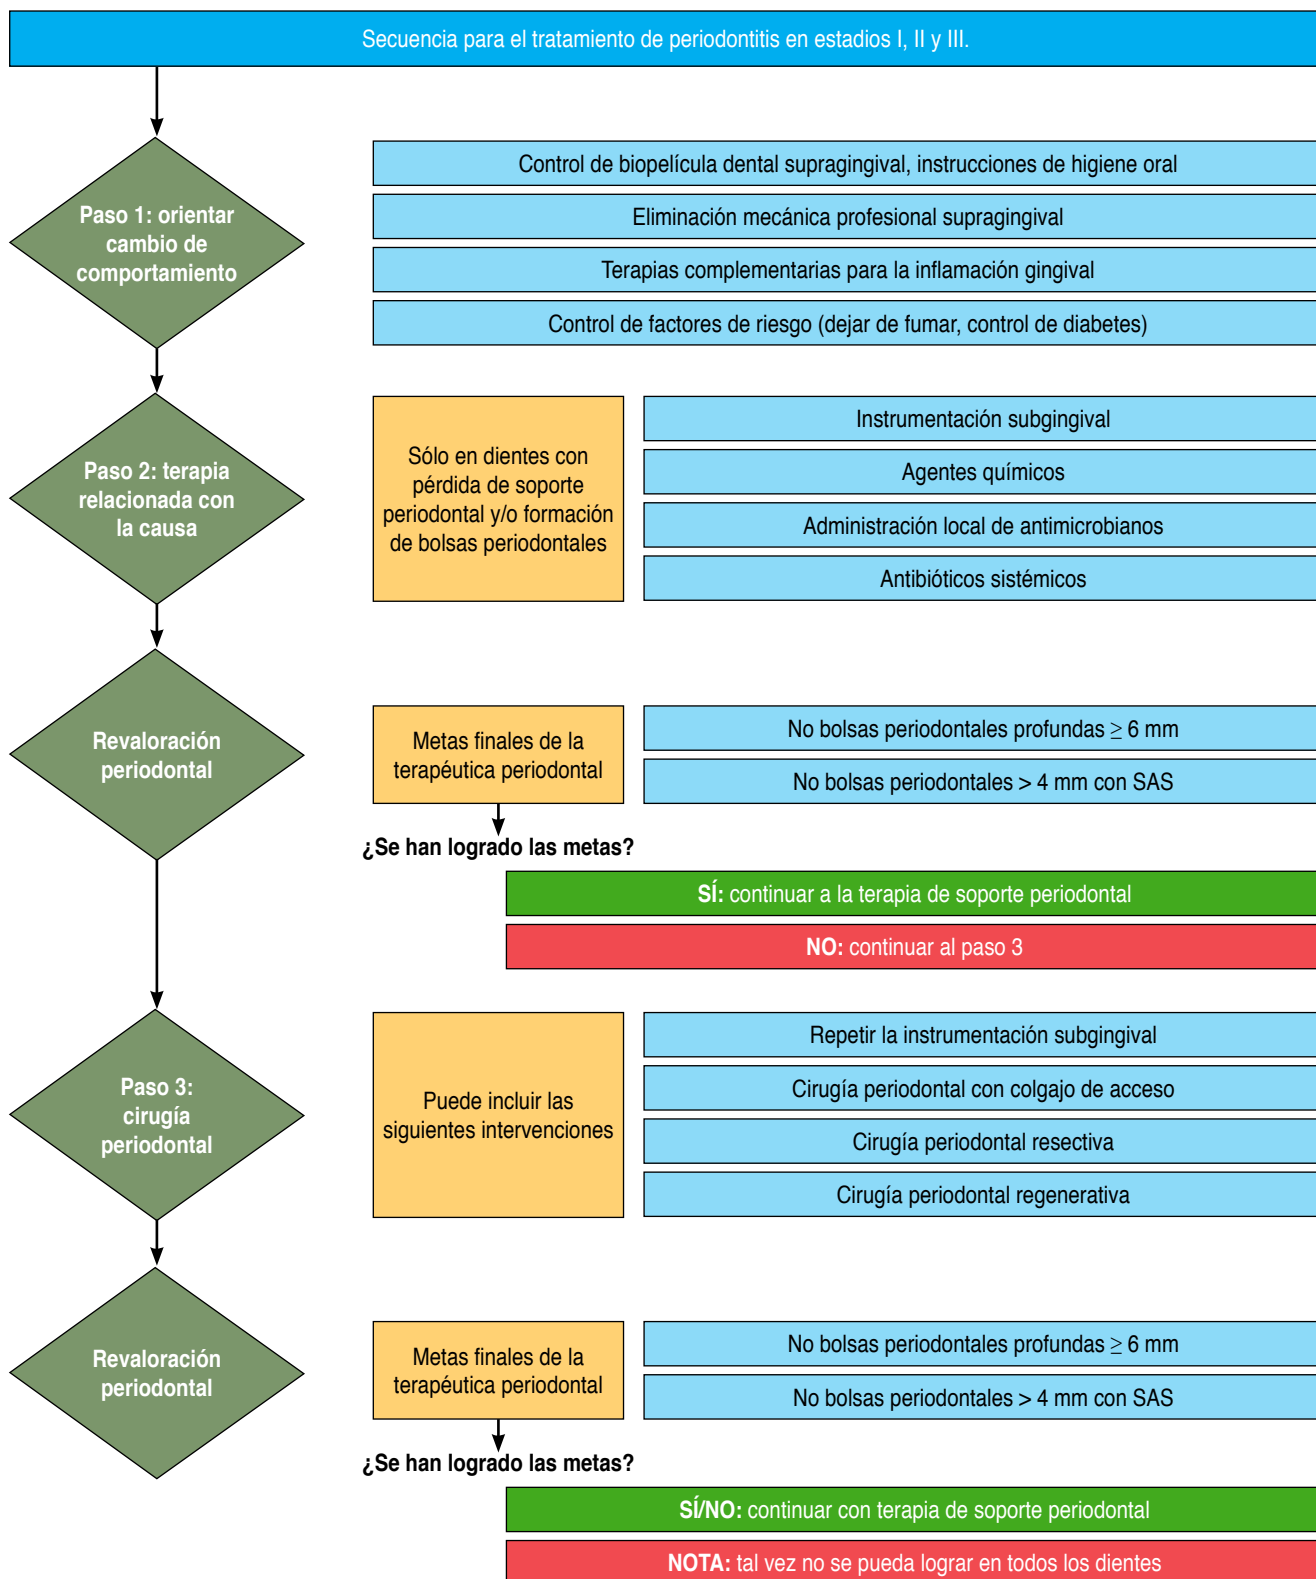 Secuencia para el tratamiento de periodontitis en estadios I, II y III.
Paso 1: orientar
cambio de
comportamiento
Control de biopelícula dental supragingival, instrucciones de higiene oral
Eliminación mecánica profesional supragingival
Terapias complementarias para la inflamación gingival
Control de factores de riesgo (dejar de fumar, control de diabetes)
Paso 2: terapia
relacionada con
la causa
Sólo en dientes con
pérdida de soporte
periodontal y/o formación
de bolsas periodontales
Instrumentación subgingival
Agentes químicos
Administración local de antimicrobianos
Antibióticos sistémicos
Revaloración
periodontal
Metas finales de la
terapéutica periodontal
No bolsas periodontales profundas ≥ 6 mm
No bolsas periodontales > 4 mm con SAS
¿Se han logrado las metas?
SÍ: continuar a la terapia de soporte periodontal
NO: continuar al paso 3
Paso 3:
cirugía
periodontal
Puede incluir las
siguientes intervenciones
Repetir la instrumentación subgingival
Cirugía periodontal con colgajo de acceso
Cirugía periodontal resectiva
Cirugía periodontal regenerativa
Revaloración
periodontal
Metas finales de la
terapéutica periodontal
No bolsas periodontales profundas ≥ 6 mm
No bolsas periodontales > 4 mm con SAS
¿Se han logrado las metas?
SÍ/NO: continuar con terapia de soporte periodontal
NOTA: tal vez no se pueda lograr en todos los dientes